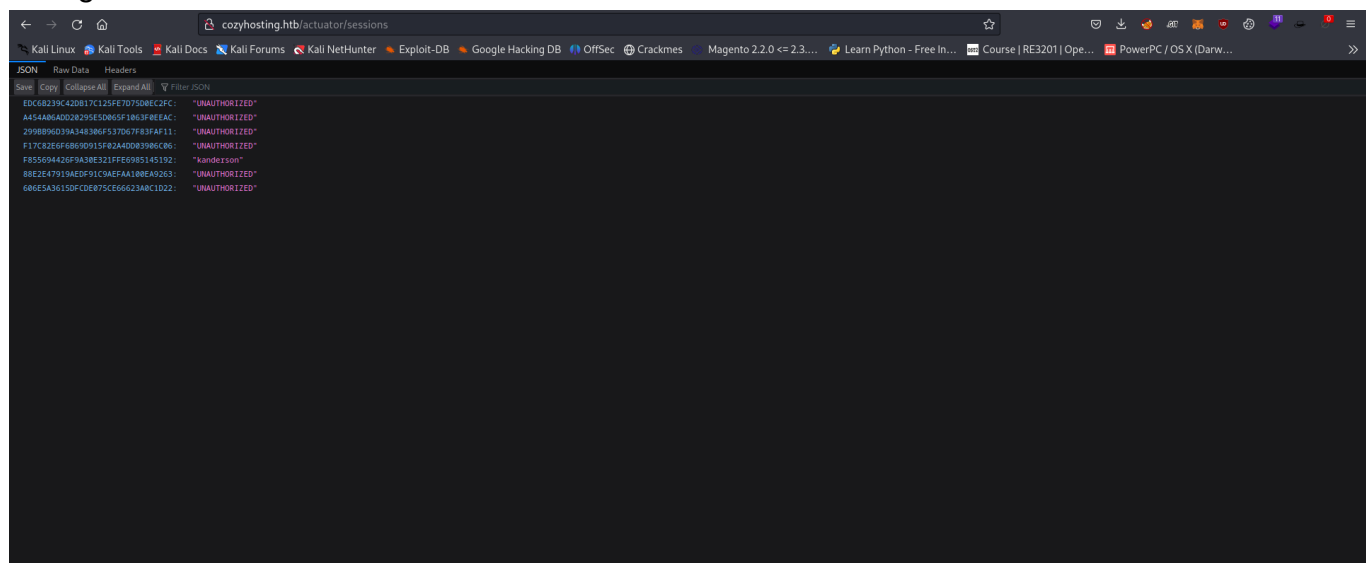 cozyhosting.htb/actuator/sessions
Kali Linux Kali Tools Kali Docs Kali Forums Kali NetHunter Exploit-DB Google Hacking DB OffSec Crackmes Magento 2.2.0 <= 2.3.... Learn Python - Free In... Course | RE3201 | Ope... PowerPC / OS X (Darw...
JSON Raw Data Headers
Save Copy Collapse All Expand All Filter JSON
EDC6B239C42DB17C125FE7D75D0EC2FC: "UNAUTHORIZED"
A454A06ADD20295E5D065F1063F0EEAC: "UNAUTHORIZED"
299BB96D39A348306F537D67F83FAF11: "UNAUTHORIZED"
F17C82E6F6B69D915F02A4DD03906C06: "UNAUTHORIZED"
F855694426F9A30E321FFE6985145192: "kanderson"
88E2E47919AEDF91C9AEFAA100EA9263: "UNAUTHORIZED"
606E5A3615DFCDE075CE66623A0C1D22: "UNAUTHORIZED"